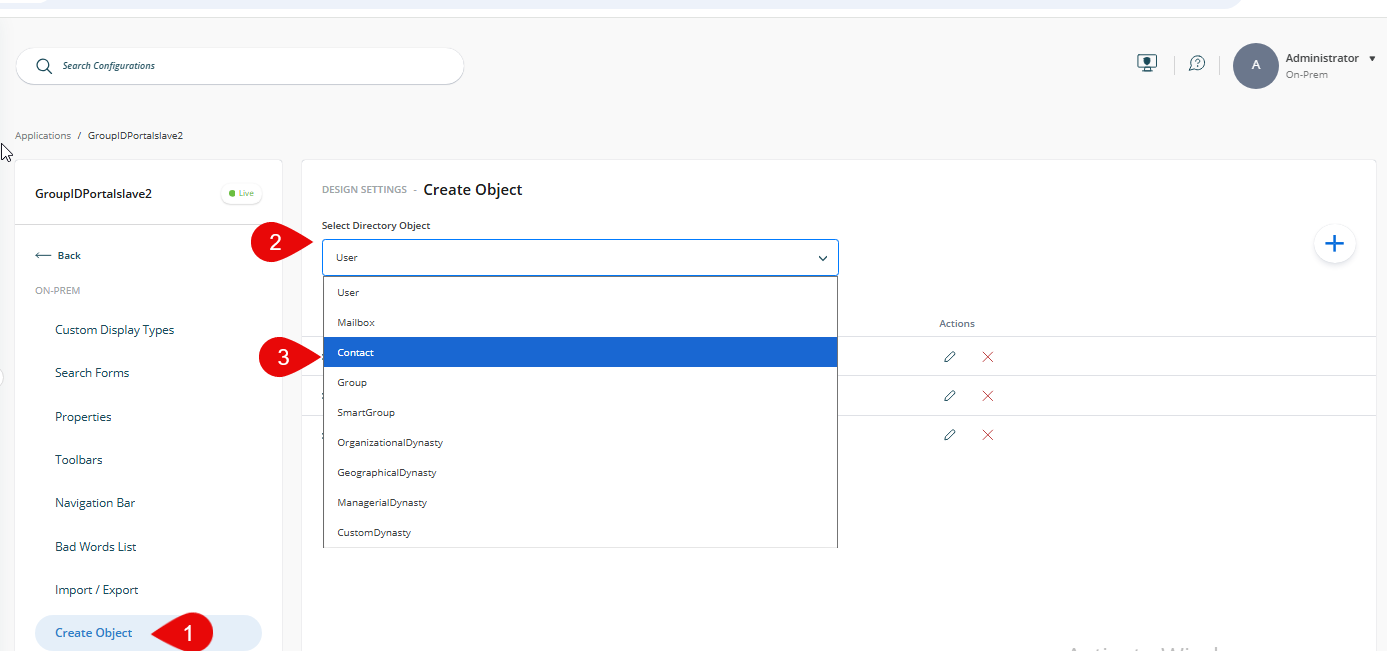 Search Configurations
A
Administrator
On-Prem
Applications / GroupIDPortalslave2
GroupIDPortalslave2
Live
Back
ON-PREM
Custom Display Types
Search Forms
Properties
Toolbars
Navigation Bar
Bad Words List
Import / Export
Create Object
1
DESIGN SETTINGS - Create Object
Select Directory Object
2
User
User
Mailbox
3
Contact
Group
SmartGroup
OrganizationalDynasty
GeographicalDynasty
ManagerialDynasty
CustomDynasty
Actions